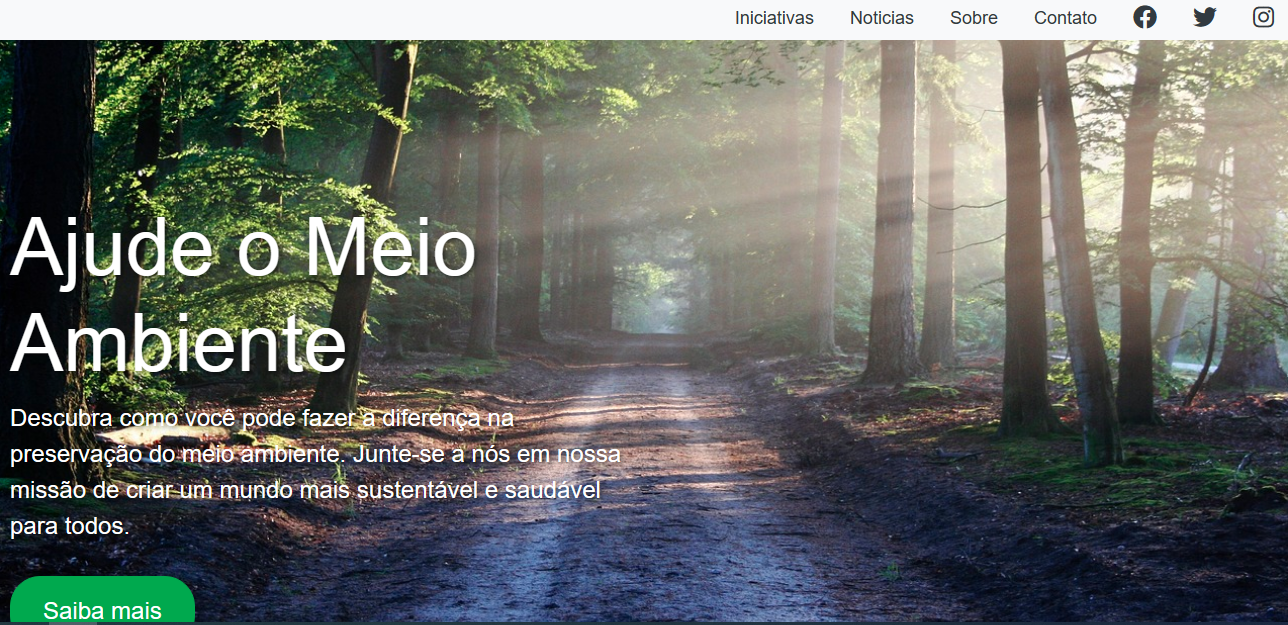 Iniciativas Noticias Sobre Contato
Ajude o Meio
Ambiente
Descubra como você pode fazer a diferença na
preservação do meio ambiente. Junte-se a nós em nossa
missão de criar um mundo mais sustentável e saudável
para todos.
Saiba mais